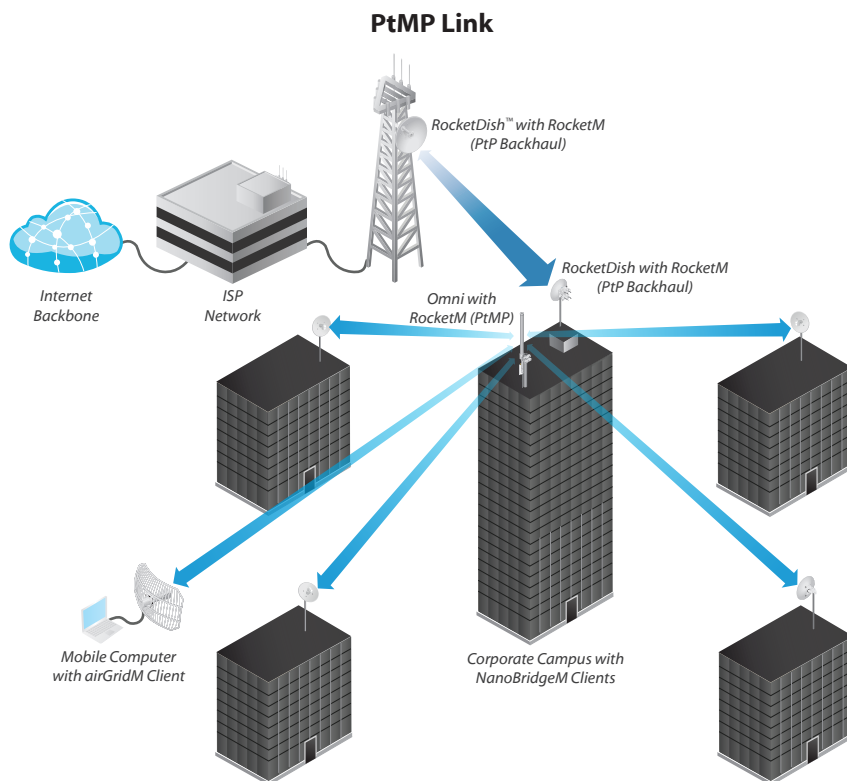 PtMP Link
RocketDish™ with RocketM
(PtP Backhaul)
RocketDish with RocketM
(PtP Backhaul)
Internet
Backbone
ISP
Network
Omni with
RocketM (PtMP)
Mobile Computer
with airGridM Client
Corporate Campus with
NanoBridgeM Clients